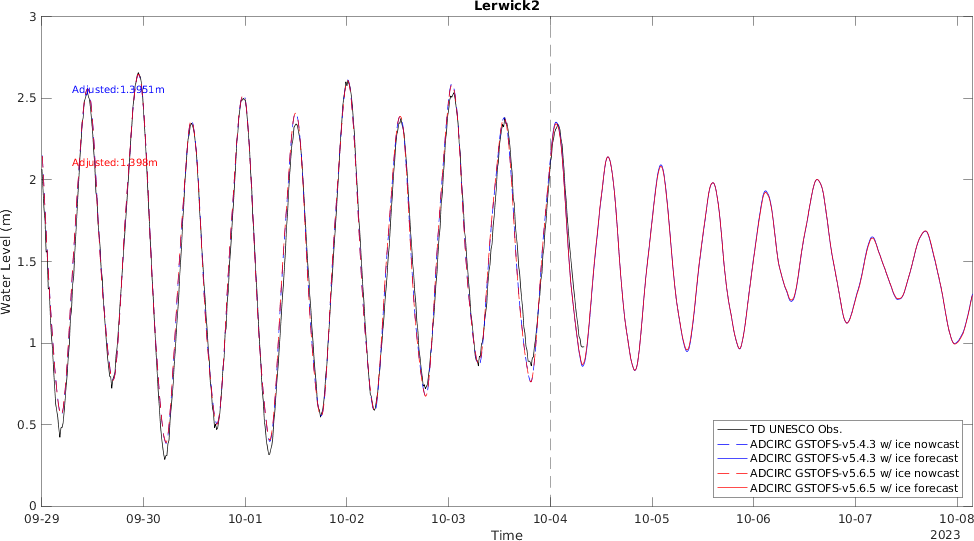 Lerwick2
3
2.5
2
1.5
1
0.5
0
Water Level (m)
Adjusted:1.3951m
Adjusted:1.398m
TD UNESCO Obs.
ADCIRC GSTOFS-v5.4.3 w/ ice nowcast
ADCIRC GSTOFS-v5.4.3 w/ ice forecast
ADCIRC GSTOFS-v5.6.5 w/ ice nowcast
ADCIRC GSTOFS-v5.6.5 w/ ice forecast
09-29 09-30 10-01 10-02 10-03 10-04 10-05 10-06 10-07 10-08
Time
2023